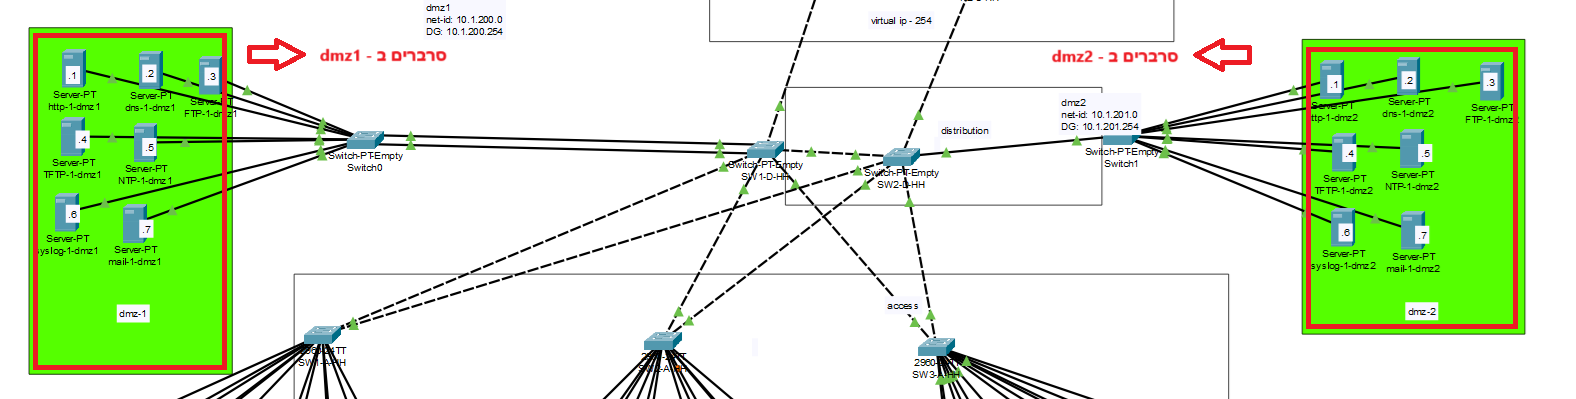 dmz1
net-id: 10.1.200.0
DG: 10.1.200.254
virtual ip - 254
סרברים ב - dmz1
סרברים ב - dmz2
.1
Server-PT
http-1-dmz1
.2
Server-PT
dns-1-dmz1
.3
Server-PT
FTP-1-dmz1
.4
Server-PT
TFTP-1-dmz1
.5
Server-PT
NTP-1-dmz1
.6
Server-PT
syslog-1-dmz1
.7
Server-PT
mail-1-dmz1
dmz-1
Switch-PT-Empty
Switch0
Switch-PT-Empty
SW1-D-HH
Switch-PT-Empty
SW2-D-HH
distribution
dmz2
net-id: 10.1.201.0
DG: 10.1.201.254
Switch-PT-Empty
Switch1
.1
Server-PT
http-1-dmz2
.2
Server-PT
dns-1-dmz2
.3
Server-PT
FTP-1-dmz2
.4
Server-PT
TFTP-1-dmz2
.5
Server-PT
NTP-1-dmz2
.6
Server-PT
syslog-1-dmz2
.7
Server-PT
mail-1-dmz2
dmz-2
access
2960-24TT
SW1-A-HH
SW2-A-HH
SW3-A-HH